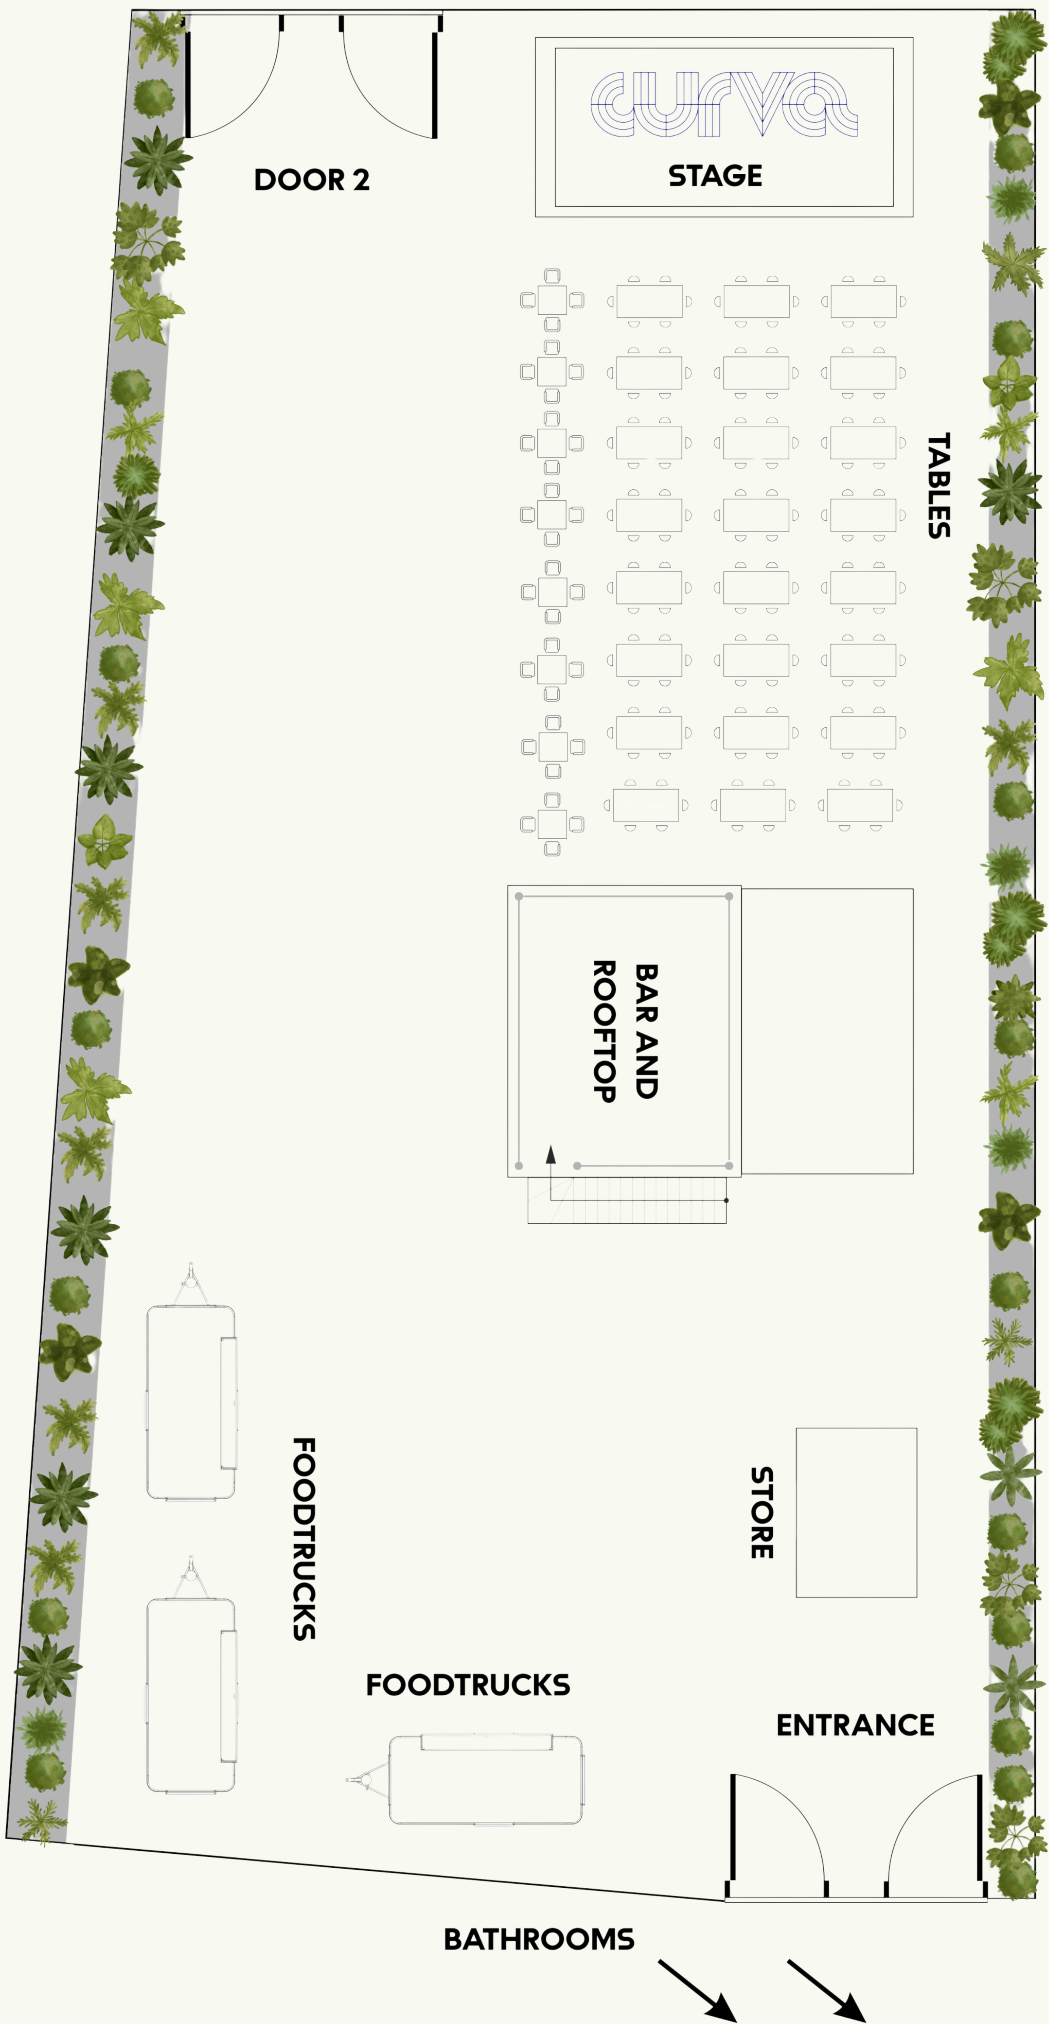 curva
STAGE
DOOR 2
TABLES
BAR AND
ROOFTOP
FOODTRUCKS
STORE
FOODTRUCKS
ENTRANCE
BATHROOMS